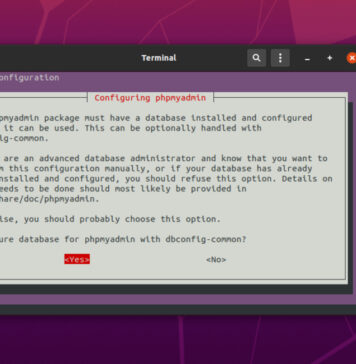 Terminal
onfiguration
Configuring phpmyadmin
pmyadmin package must have a database installed and configured
it can be used. This can be optionally handled with
ig-common.
are an advanced database administrator and know that you want to
m this configuration manually, or if your database has already
nstalled and configured, you should refuse this option. Details on
eeds to be done should most likely be provided in
hare/doc/phpmyadmin.
ise, you should probably choose this option.
ure database for phpmyadmin with dbconfig-common?
<Yes> <No>